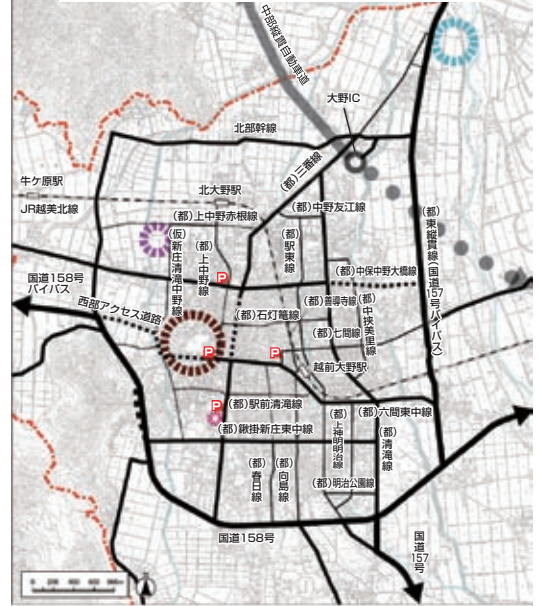 中部縦貫自動車道
大野IC
北部幹線
(都)三番線
牛ケ原駅
北大野駅
JR越美北線
(都)上中野赤根線
(都)中野友江線
(仮)新庄清滝中野線
(都)上中野線
(都)駅東線
(都)東縦貫線(国道157号バイパス)
(都)中保中野大橋線
国道158号
バイパス
P
西部アクセス道路
(都)善導寺線
(都)中挟美里線
(都)石灯篭線
(都)七間線
P
P
越前大野駅
P
(都)駅前清滝線
(都)六間東中線
(都)鍬掛新庄東中線
(都)上神明明治線
(都)清滝線
(都)春日線
(都)向島線
(都)明治公園線
国道158号
国道157号